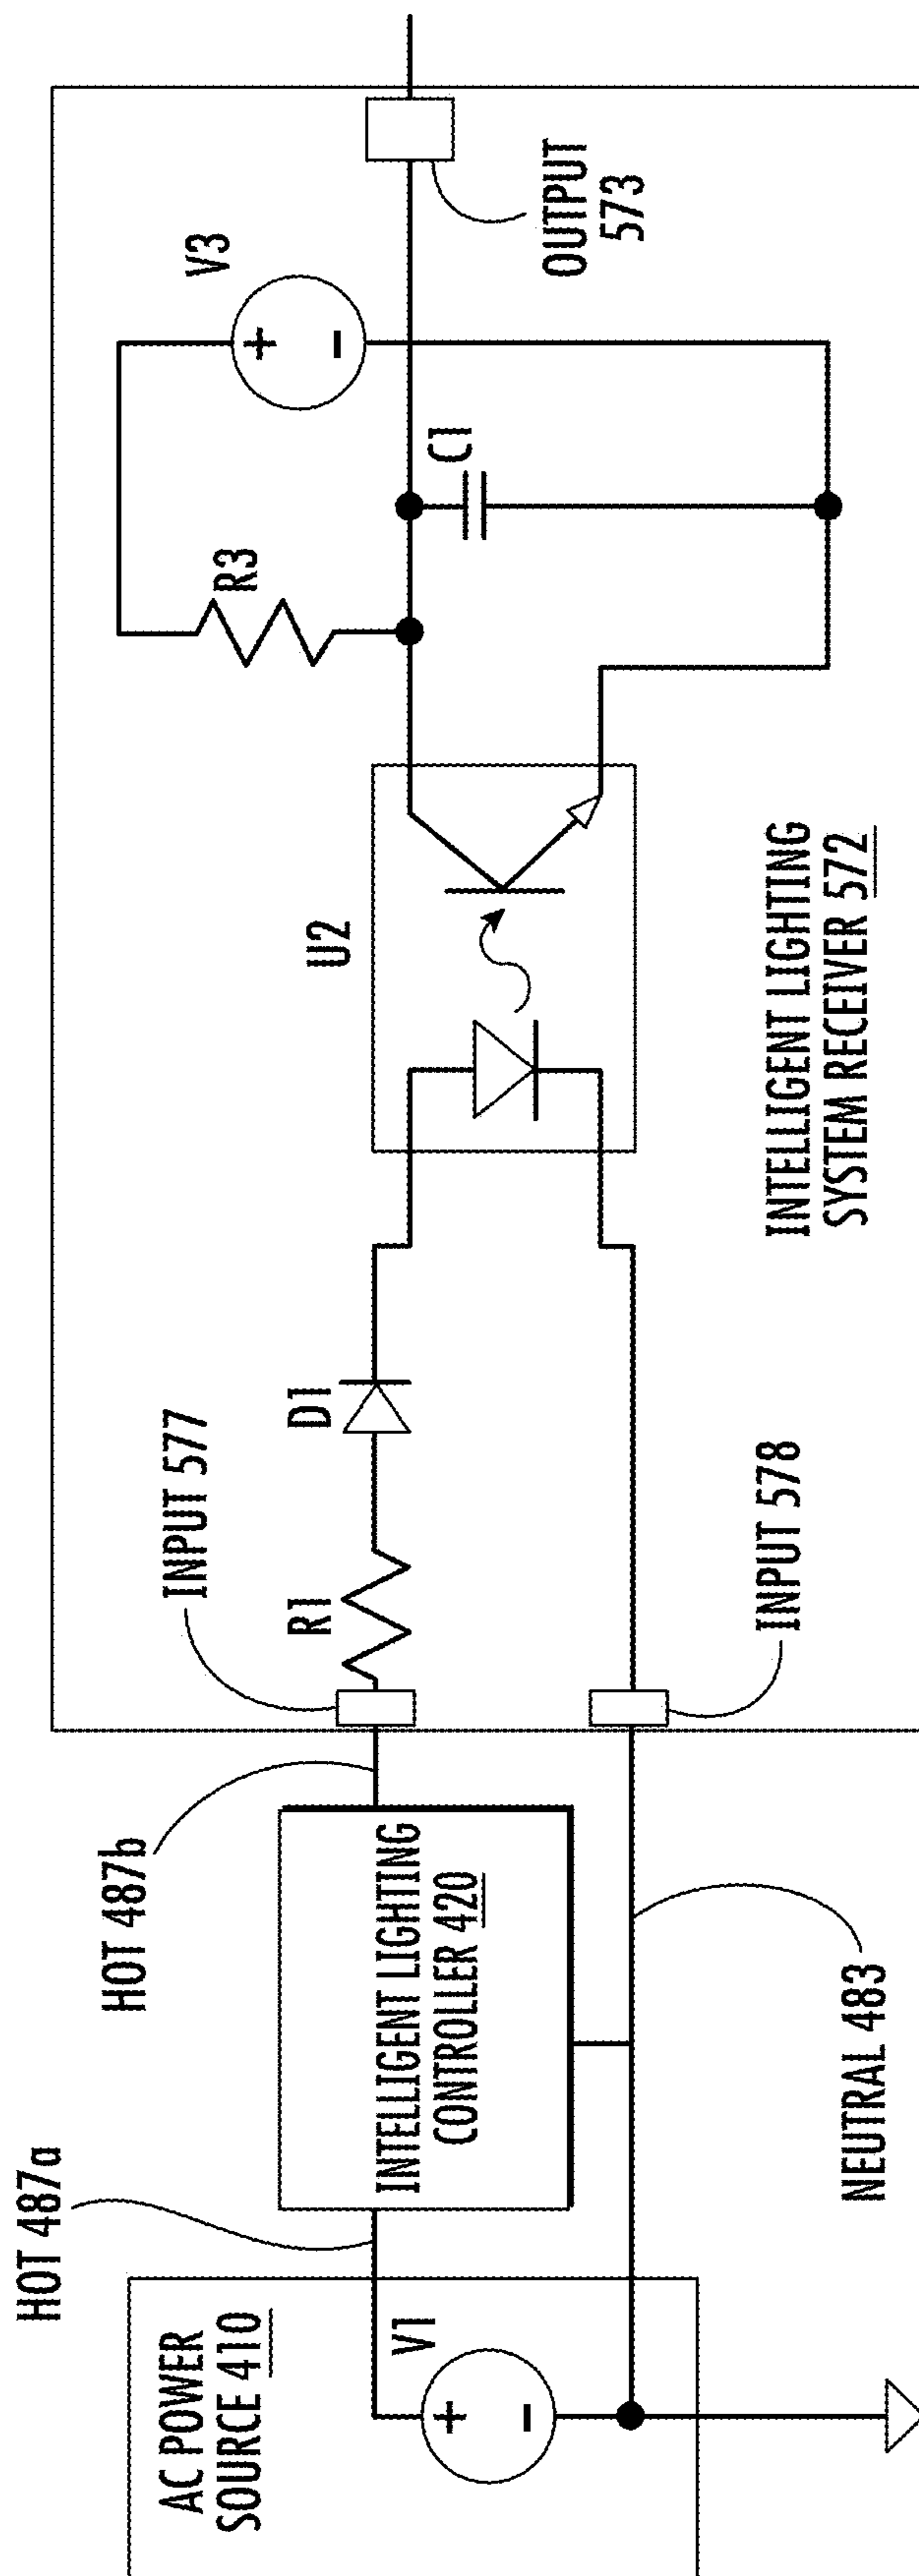 AC POWER
SOURCE 410
V1
+
-
HOT 487a
INTELLIGENT LIGHTING
CONTROLLER 420
HOT 487b
NEUTRAL 483
INPUT 577
INPUT 578
R1
D1
U2
R3
C1
V3
+
-
OUTPUT
573
INTELLIGENT LIGHTING
SYSTEM RECEIVER 572